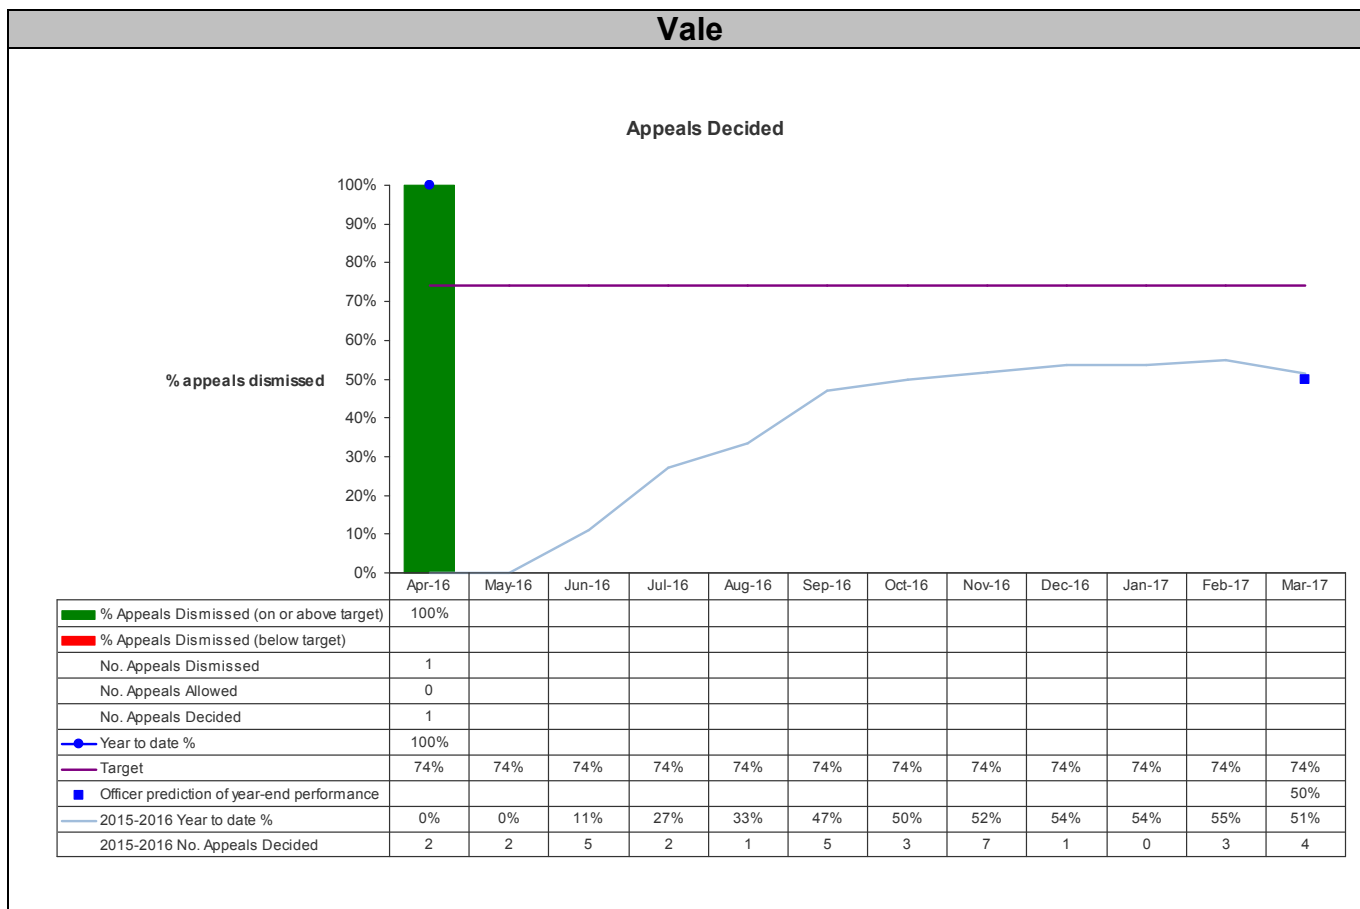 Vale
Appeals Decided
% appeals dismissed
100%
90%
80%
70%
60%
50%
40%
30%
20%
10%
0%
Apr-16 May-16 Jun-16 Jul-16 Aug-16 Sep-16 Oct-16 Nov-16 Dec-16 Jan-17 Feb-17 Mar-17
% Appeals Dismissed (on or above target) 100%
% Appeals Dismissed (below target)
No. Appeals Dismissed 1
No. Appeals Allowed 0
No. Appeals Decided 1
Year to date % 100%
Target 74% 74% 74% 74% 74% 74% 74% 74% 74% 74% 74% 74%
Officer prediction of year-end performance 50%
2015-2016 Year to date % 0% 0% 11% 27% 33% 47% 50% 52% 54% 54% 55% 51%
2015-2016 No. Appeals Decided 2 2 5 2 1 5 3 7 1 0 3 4